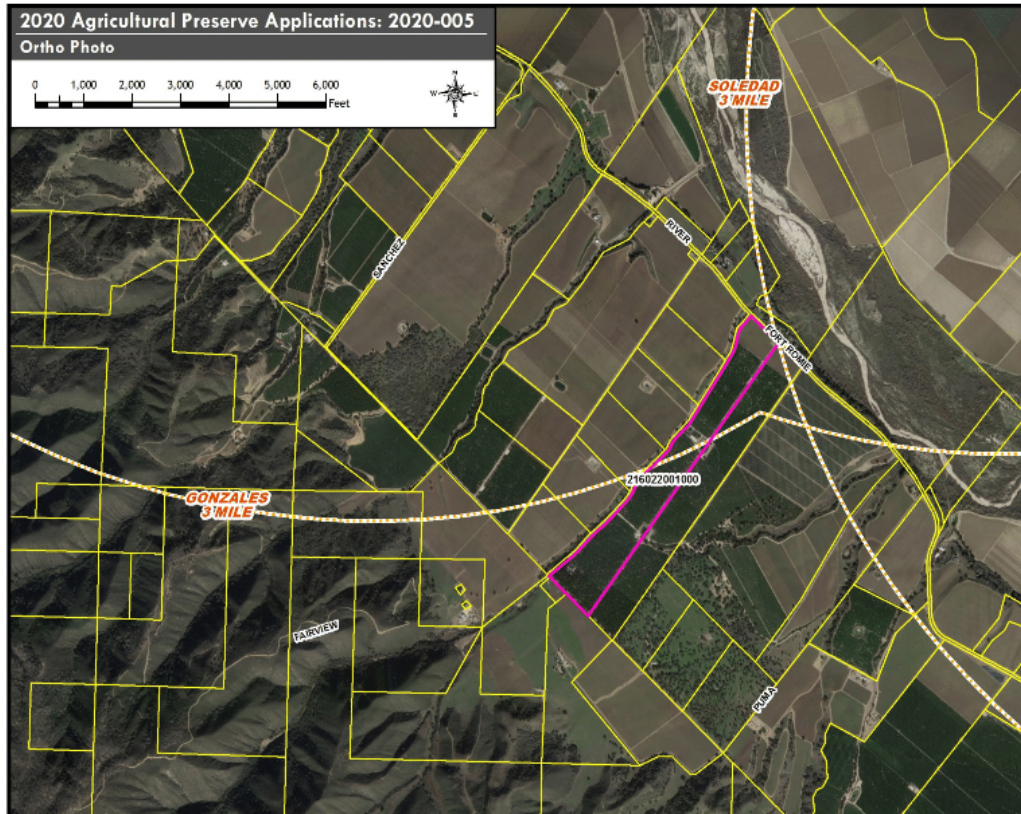 2020 Agricultural Preserve Applications: 2020-005
Ortho Photo
0 1,000 2,000 3,000 4,000 5,000 6,000
Feet
N
W E
S
SOLEDAD
3 MILE
SANCHEZ
RIVER
FORT ROMIE
216022001000
GONZALES
3 MILE
FAIRVIEW
PUMA